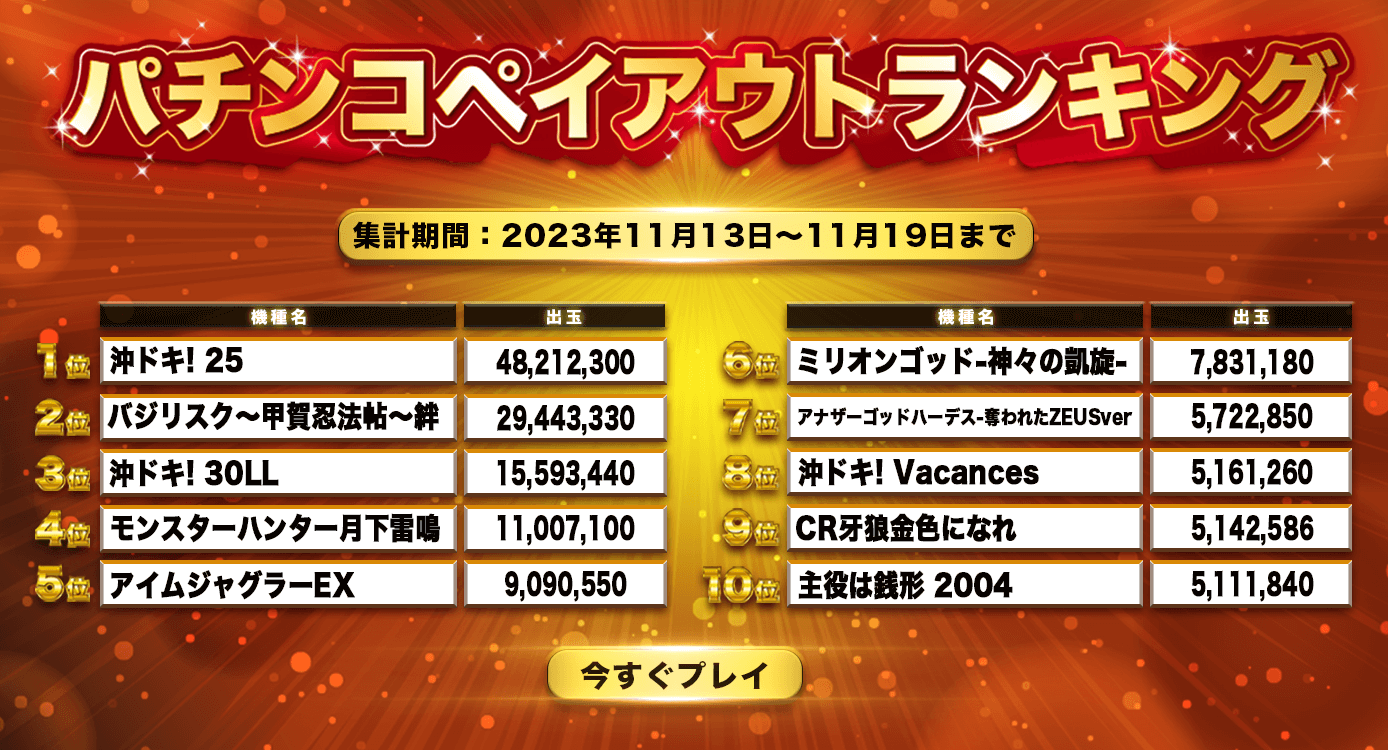 パチンコペイアウトランキング
集計期間：2023年11月13日〜11月19日まで
機種名 出玉
1位 沖ドキ! 25 48,212,300
2位 バジリスク〜甲賀忍法帖〜絆 29,443,330
3位 沖ドキ! 30LL 15,593,440
4位 モンスターハンター月下雷鳴 11,007,100
5位 アイムジャグラーEX 9,090,550
機種名 出玉
6位 ミリオンゴッド-神々の凱旋- 7,831,180
7位 アナザーゴッドハーデス-奪われたZEUSver 5,722,850
8位 沖ドキ! Vacances 5,161,260
9位 CR牙狼金色になれ 5,142,586
10位 主役は銭形 2004 5,111,840
今すぐプレイ